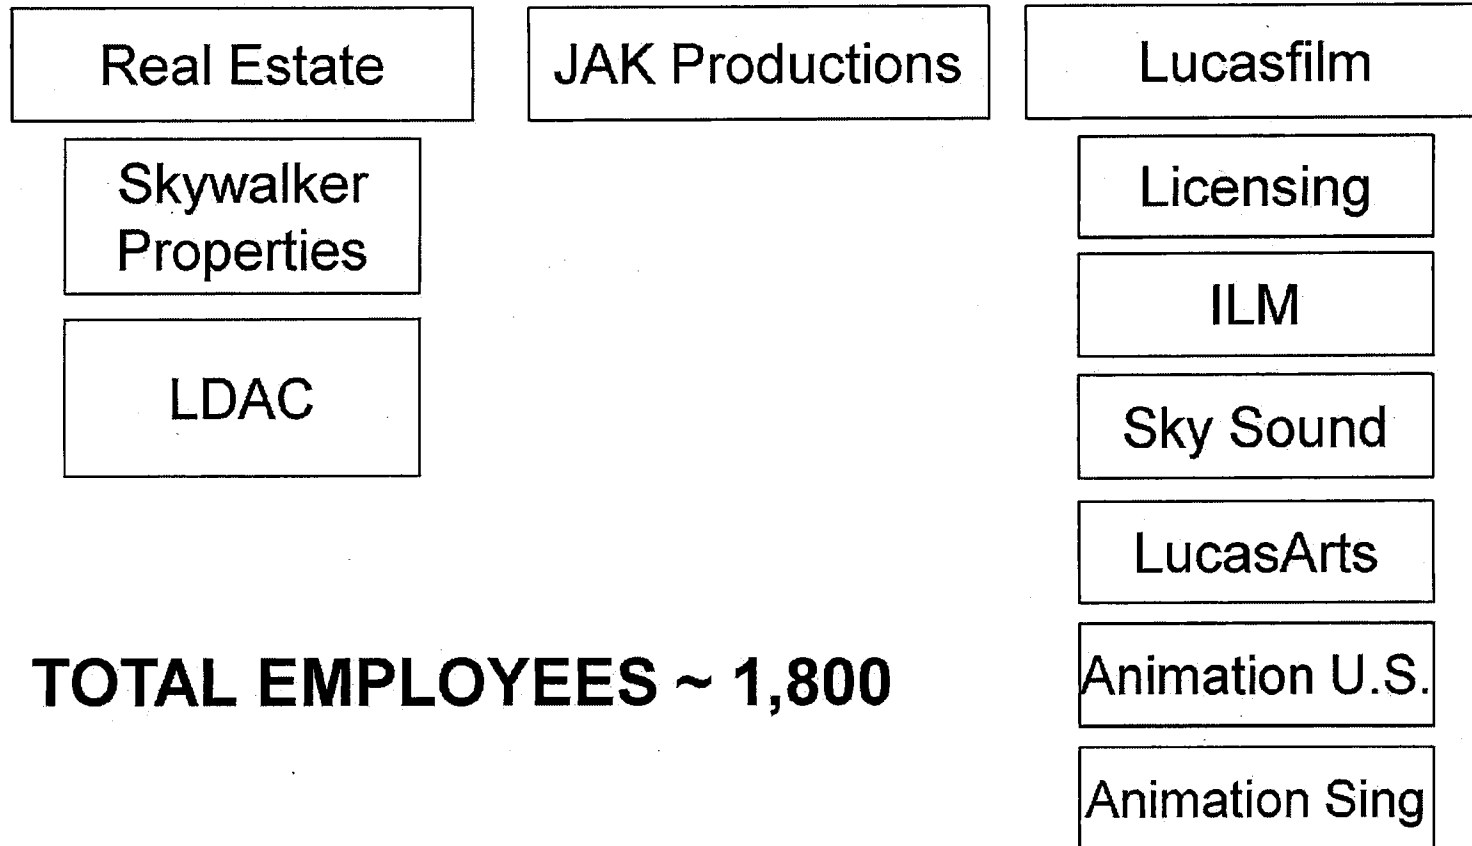 Real Estate
JAK Productions
Lucasfilm
Skywalker
Properties
LDAC
Licensing
ILM
Sky Sound
LucasArts
Animation U.S.
Animation Sing
TOTAL EMPLOYEES ~ 1,800